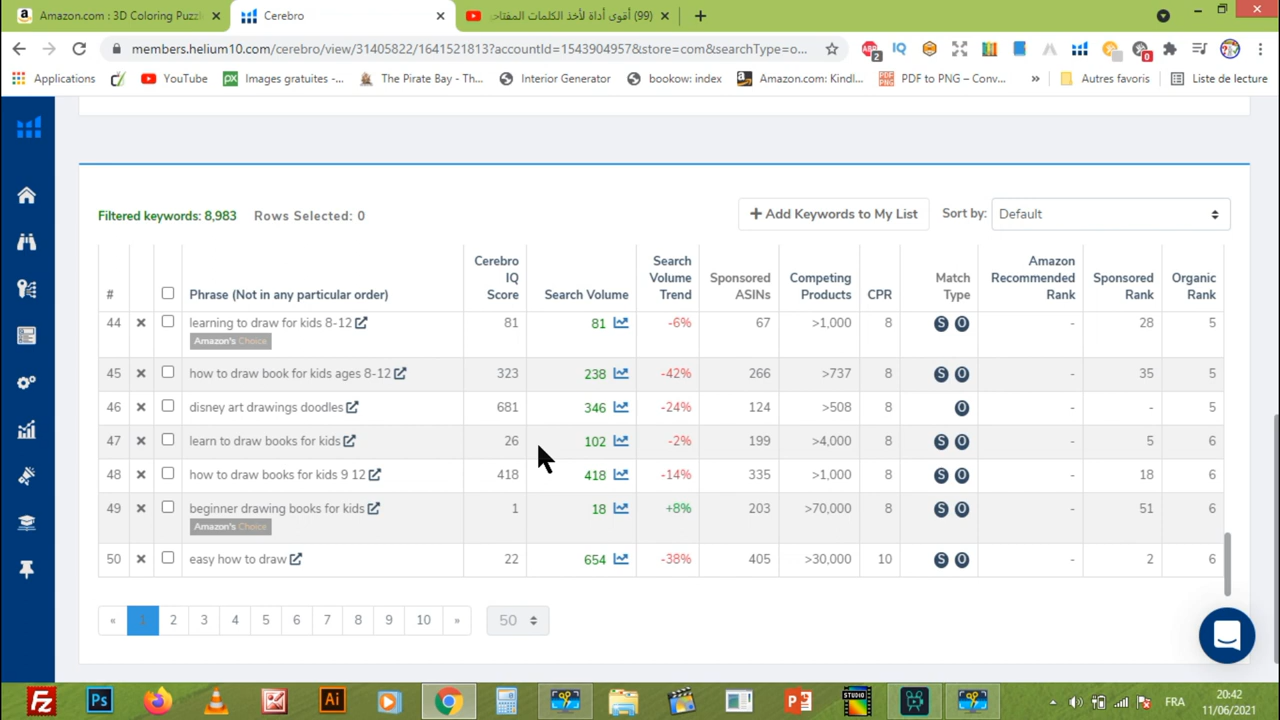 Amazon.com : 3D Coloring Puzzl
Cerebro
(99) أقوى أداة لأخذ الكلمات المفتاح
members.helium10.com/cerebro/view/31405822/1641521813?accountId=1543904957&store=com&searchType=o...
Applications
YouTube
Images gratuites -...
The Pirate Bay - Th...
Interior Generator
bookow: index
Amazon.com: Kindl...
PDF to PNG – Conv...
»
Autres favoris
Liste de lecture
Filtered keywords: 8,983 Rows Selected: 0
+ Add Keywords to My List
Sort by: Default
# Phrase (Not in any particular order) Cerebro IQ Score Search Volume Search Volume Trend Sponsored ASINs Competing Products CPR Match Type Amazon Recommended Rank Sponsored Rank Organic Rank
44 learning to draw for kids 8-12 81 81 -6% 67 >1,000 8 S O - 28 5
Amazon's Choice
45 how to draw book for kids ages 8-12 323 238 -42% 266 >737 8 S O - 35 5
46 disney art drawings doodles 681 346 -24% 124 >508 8 O - - 5
47 learn to draw books for kids 26 102 -2% 199 >4,000 8 S O - 5 6
48 how to draw books for kids 9 12 418 418 -14% 335 >1,000 8 S O - 18 6
49 beginner drawing books for kids 1 18 +8% 203 >70,000 8 S O - 51 6
Amazon's Choice
50 easy how to draw 22 654 -38% 405 >30,000 10 S O - 2 6
« 1 2 3 4 5 6 7 8 9 10 » 50
FRA
20:42
11/06/2021